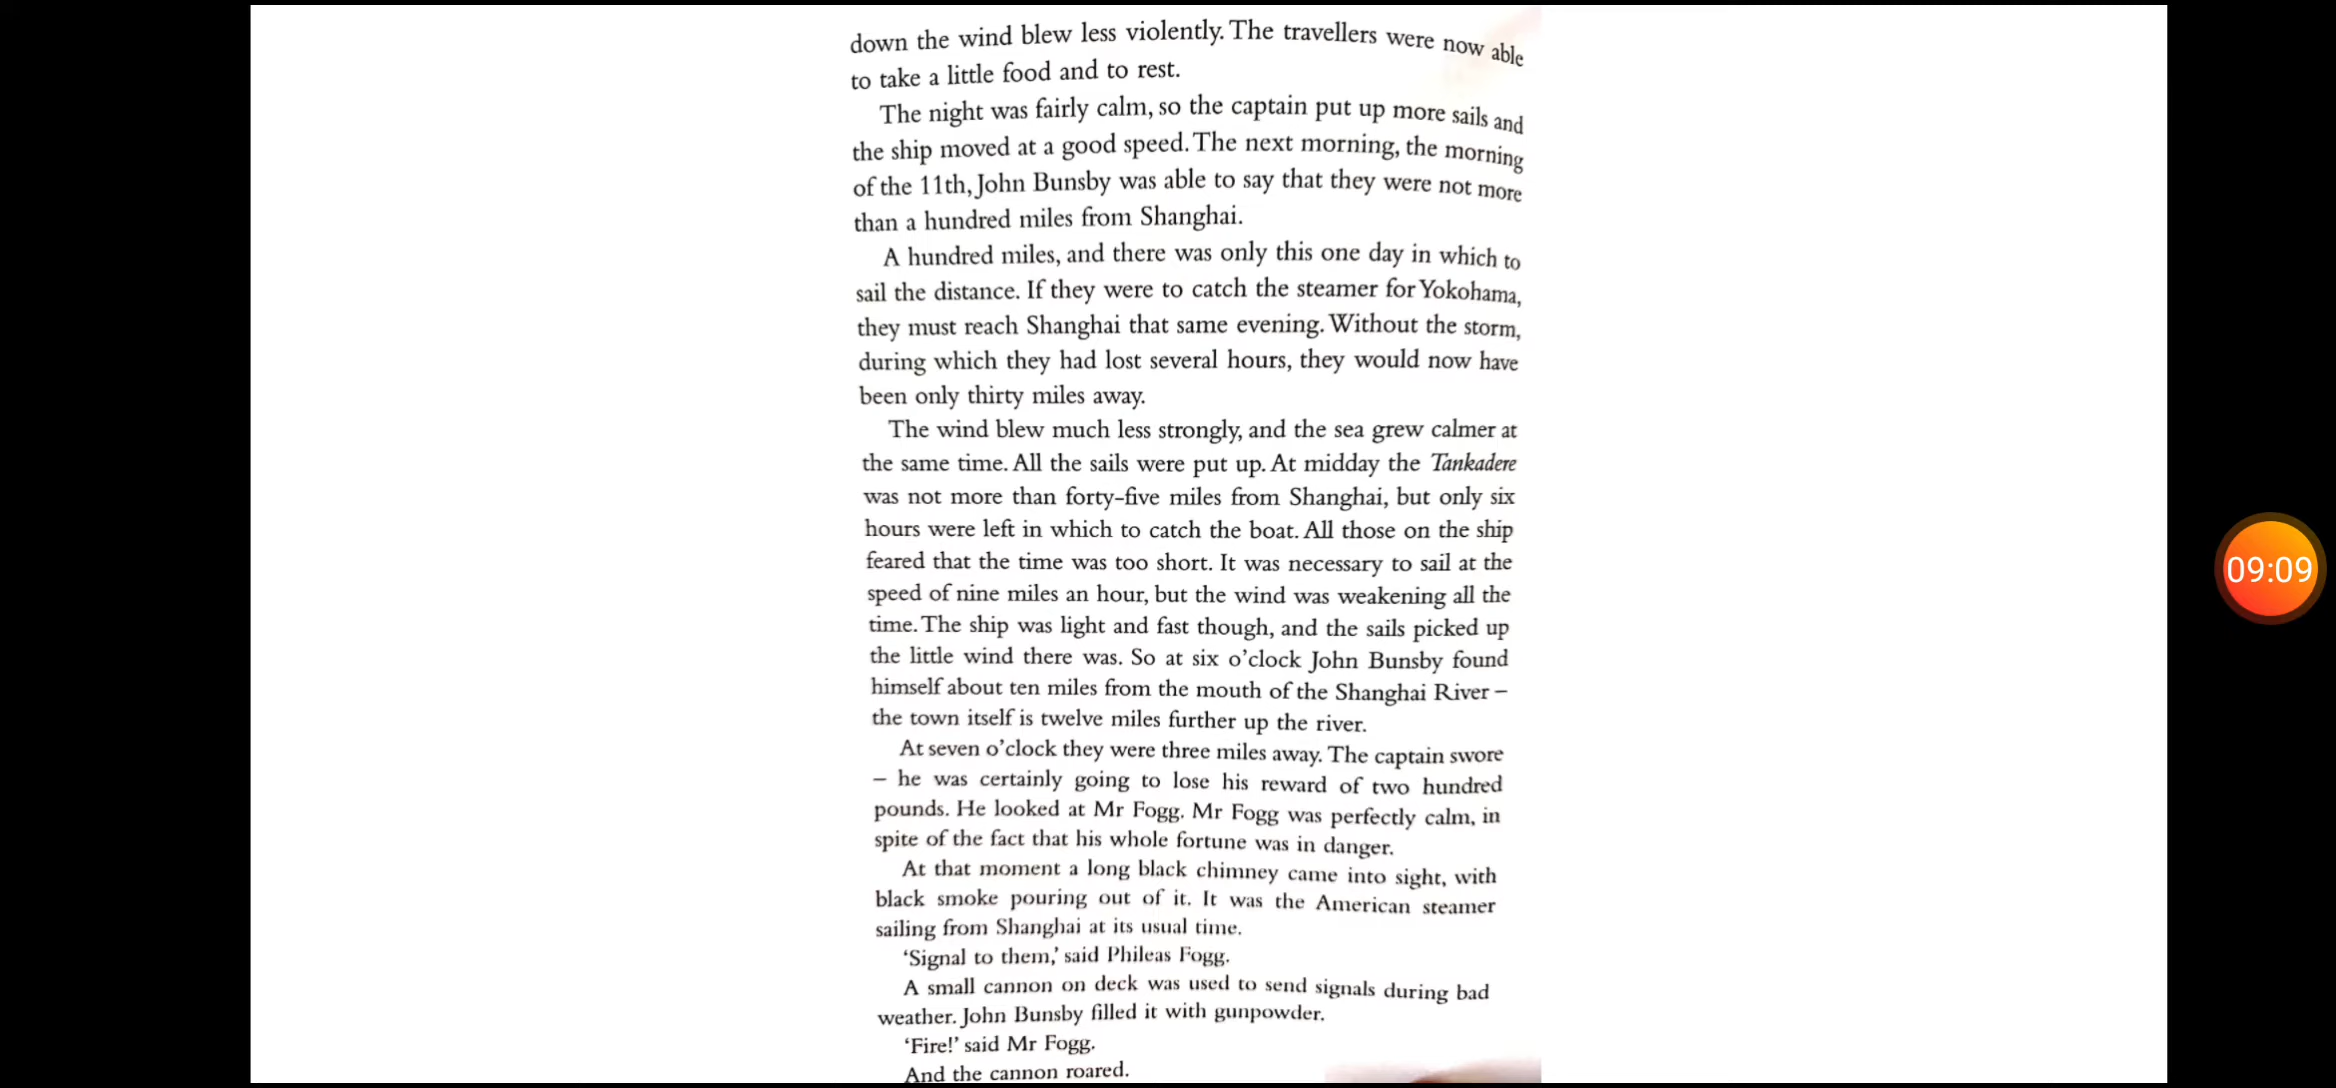 down the wind blew less violently. The travellers were now able
to take a little food and to rest.
The night was fairly calm, so the captain put up more sails and
the ship moved at a good speed. The next morning, the morning
of the 11th, John Bunsby was able to say that they were not more
than a hundred miles from Shanghai.
A hundred miles, and there was only this one day in which to
sail the distance. If they were to catch the steamer for Yokohama,
they must reach Shanghai that same evening. Without the storm,
during which they had lost several hours, they would now have
been only thirty miles away.
The wind blew much less strongly, and the sea grew calmer at
the same time. All the sails were put up. At midday the Tankadere
was not more than forty-five miles from Shanghai, but only six
hours were left in which to catch the boat. All those on the ship
feared that the time was too short. It was necessary to sail at the
speed of nine miles an hour, but the wind was weakening all the
time. The ship was light and fast though, and the sails picked up
the little wind there was. So at six o'clock John Bunsby found
himself about ten miles from the mouth of the Shanghai River –
the town itself is twelve miles further up the river.
At seven o'clock they were three miles away. The captain swore
– he was certainly going to lose his reward of two hundred
pounds. He looked at Mr Fogg. Mr Fogg was perfectly calm, in
spite of the fact that his whole fortune was in danger.
At that moment a long black chimney came into sight, with
black smoke pouring out of it. It was the American steamer
sailing from Shanghai at its usual time.
‘Signal to them,’ said Phileas Fogg.
A small cannon on deck was used to send signals during bad
weather. John Bunsby filled it with gunpowder.
‘Fire!’ said Mr Fogg.
And the cannon roared.
09:09